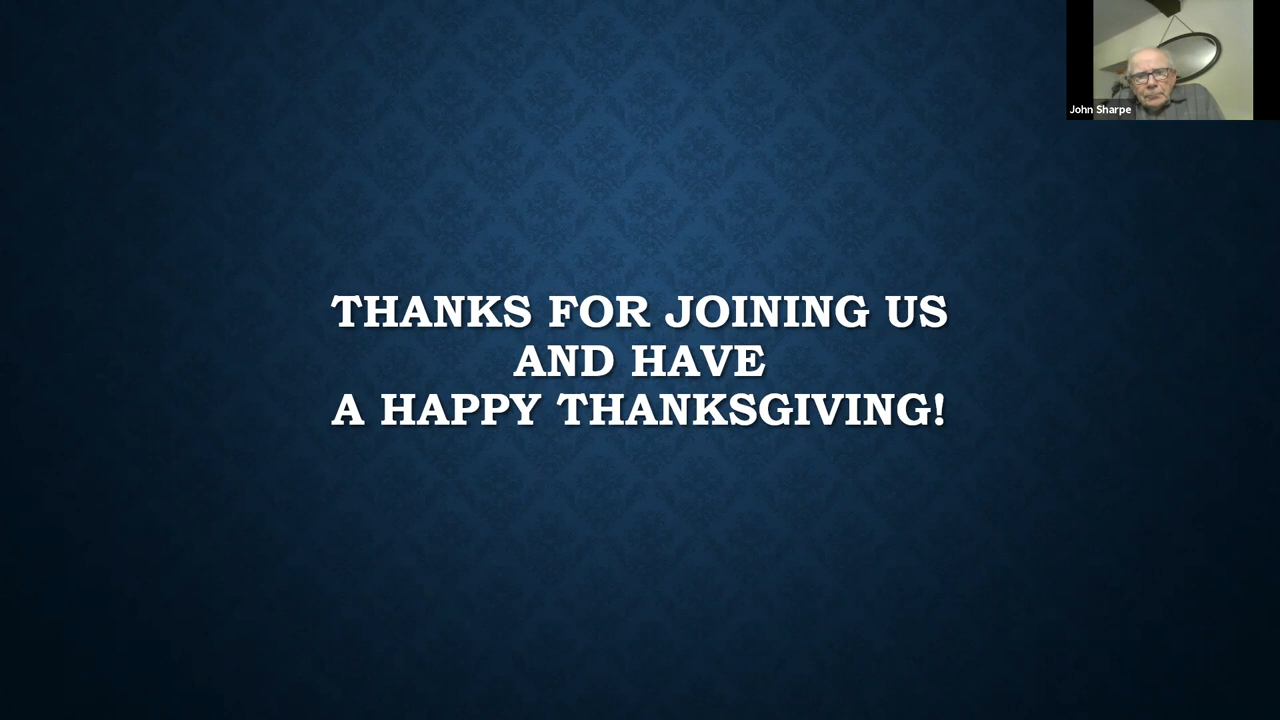 John Sharpe
THANKS FOR JOINING US
AND HAVE
A HAPPY THANKSGIVING!